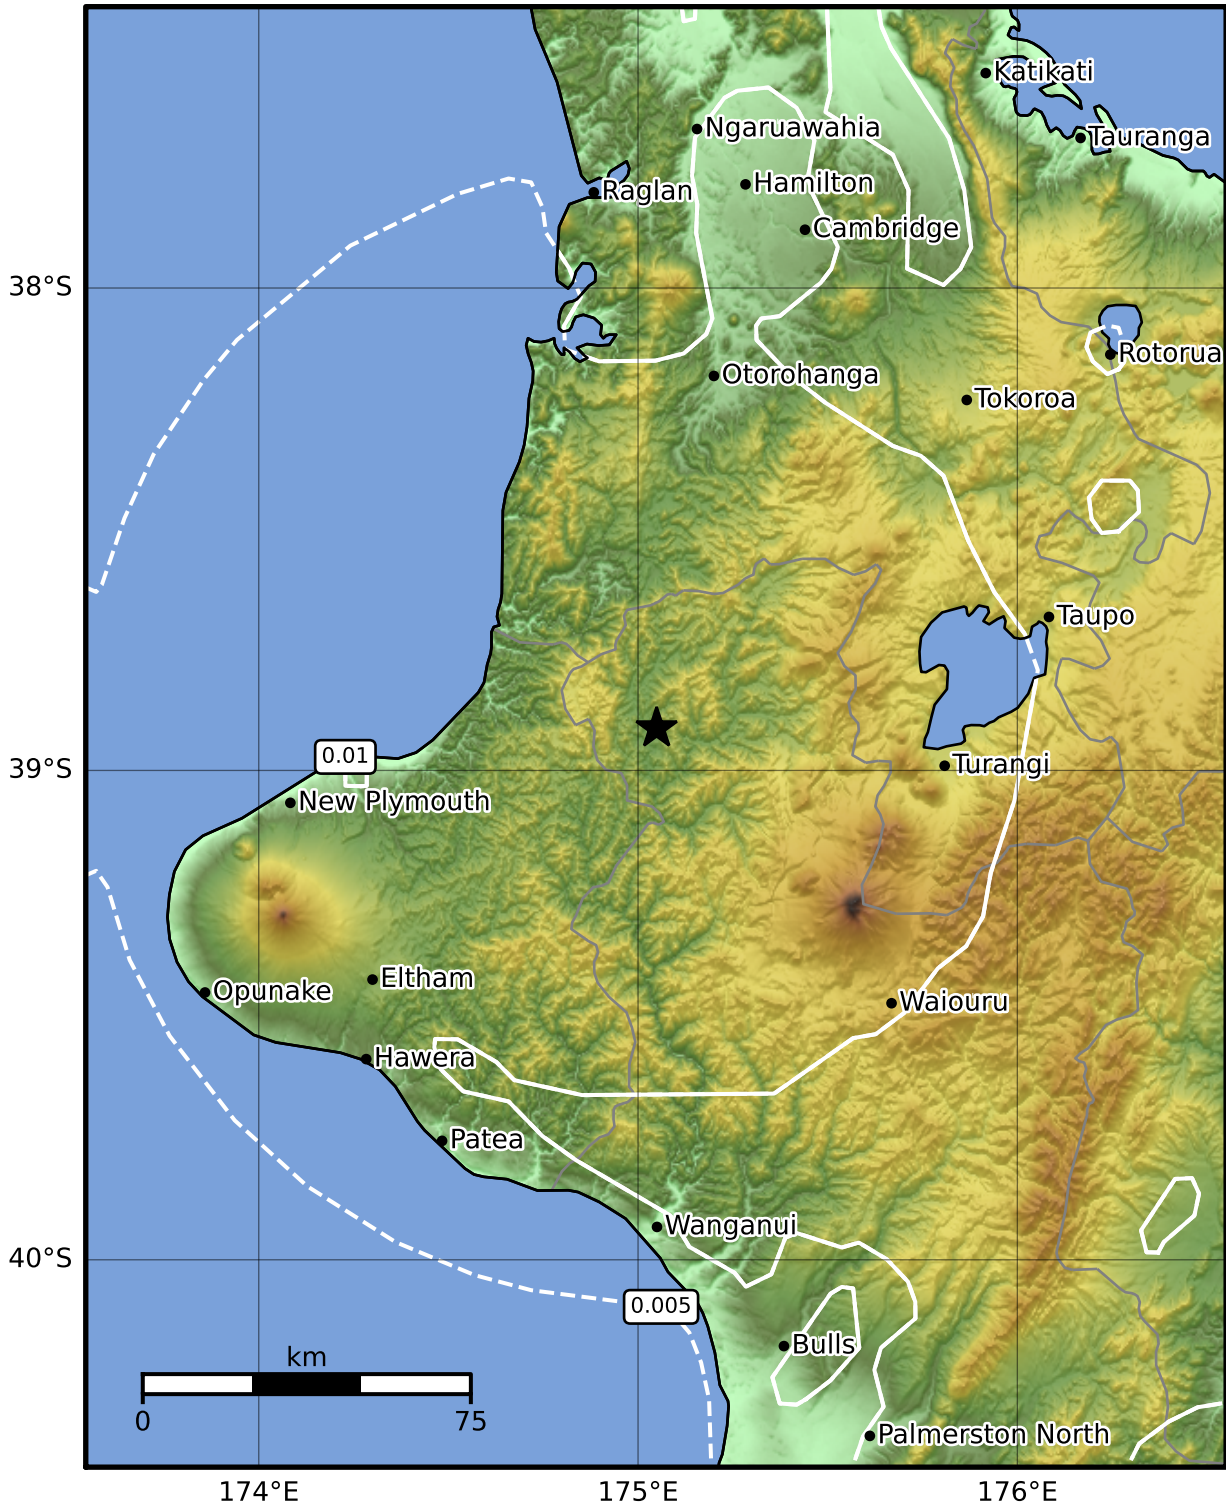 Katikati
Ngaruawahia
Tauranga
Hamilton
Raglan
Cambridge
38°S
Rotorua
Otorohanga
Tokoroa
Taupo
0.01
Turangi
39°S
New Plymouth
Eltham
Opunake
Waiouru
Hawera
Patea
Wanganui
40°S
0.005
Bulls
km
0 75
Palmerston North
174°E 175°E 176°E